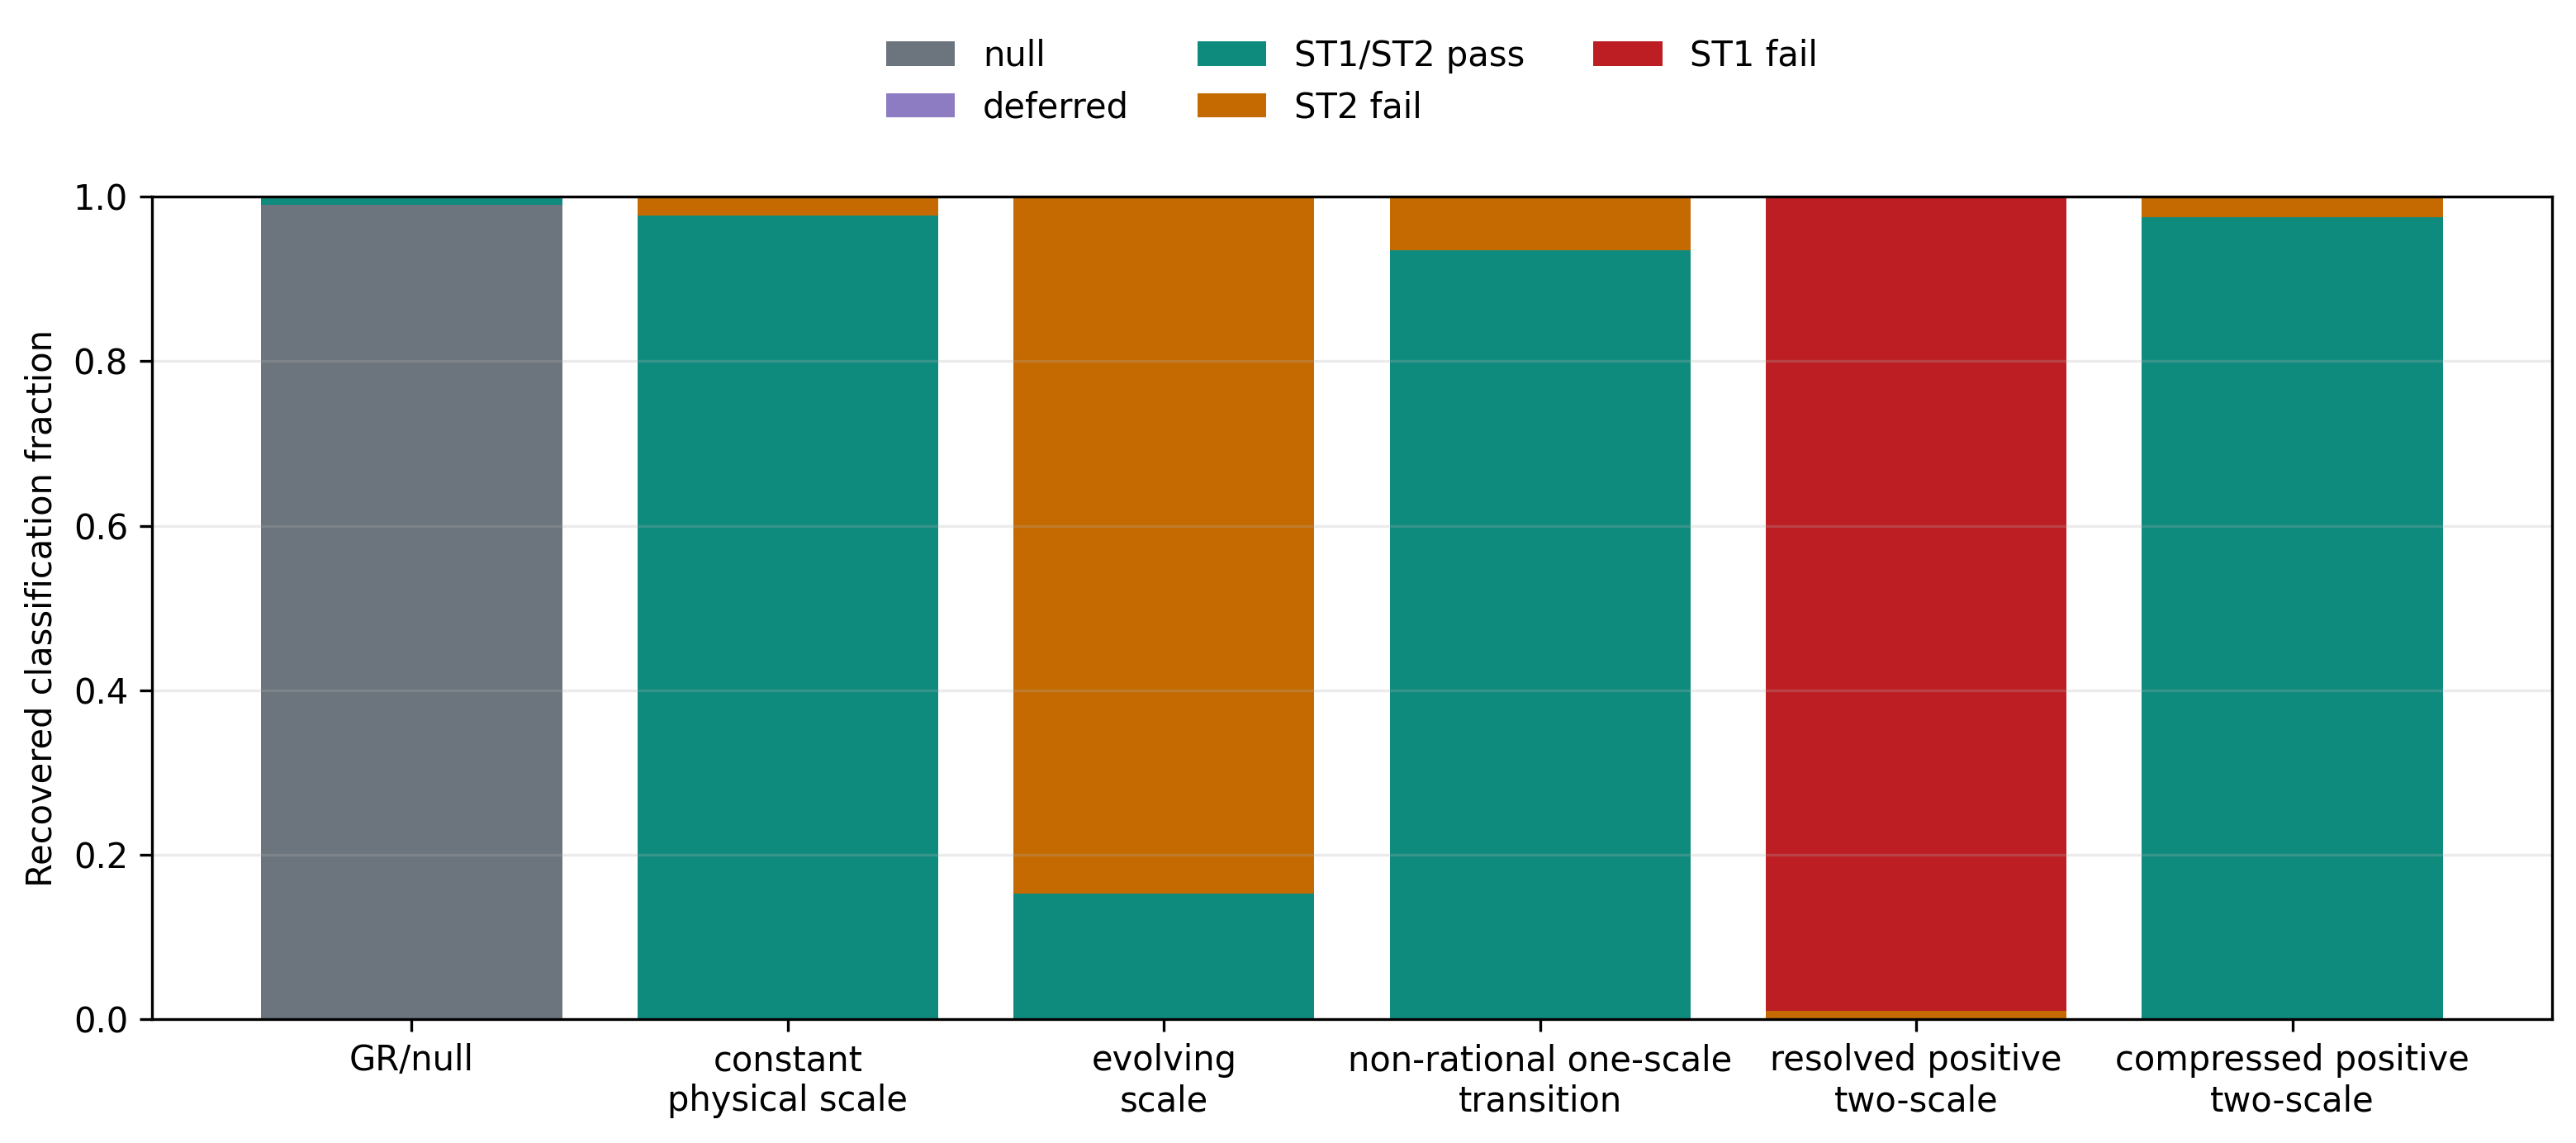 null
ST1/ST2 pass
ST1 fail
deferred
ST2 fail
Recovered classification fraction
1.0
0.8
0.6
0.4
0.2
0.0
GR/null
constant
physical scale
evolving
scale
non-rational one-scale
transition
resolved positive
two-scale
compressed positive
two-scale